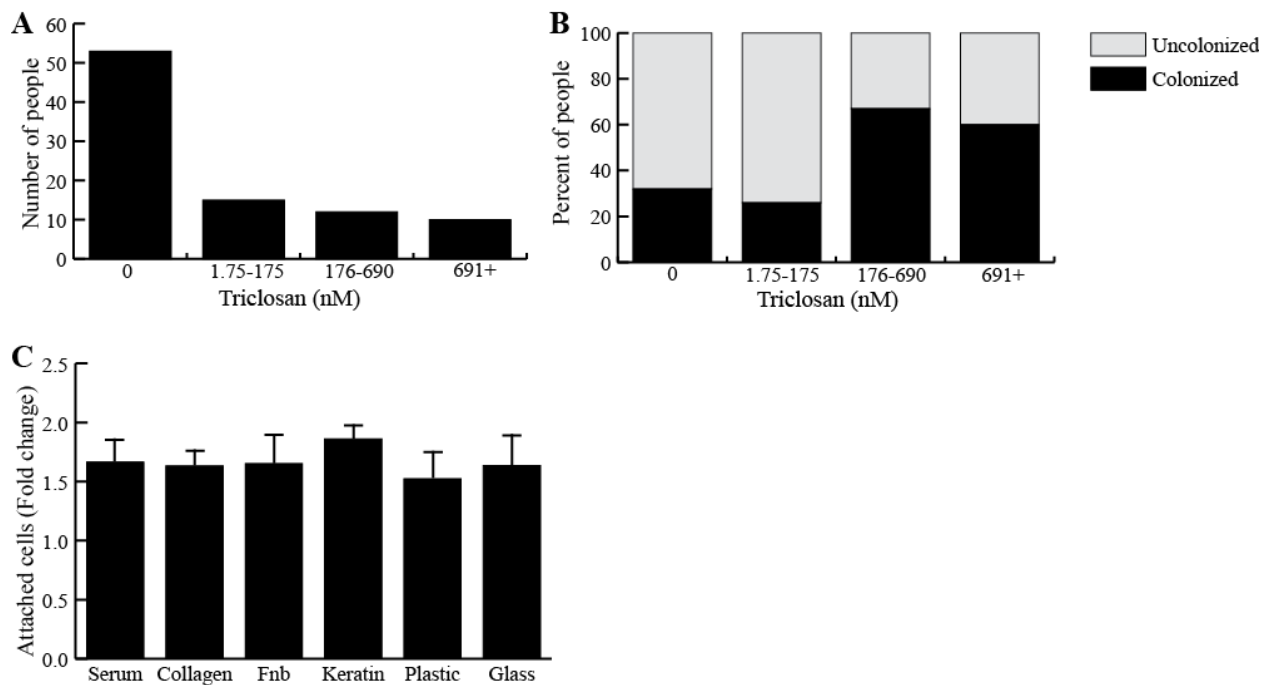 A
Number of people
60
50
40
30
20
10
0
0 1.75-175 176-690 691+
Triclosan (nM)
B
Percent of people
100
80
60
40
20
0
0 1.75-175 176-690 691+
Triclosan (nM)
Uncolonized
Colonized
C
Attached cells (Fold change)
2.5
2.0
1.5
1.0
0.5
0.0
Serum Collagen Fnb Keratin Plastic Glass